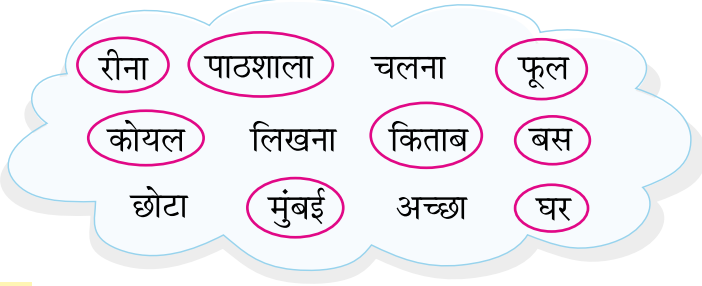 रीना पाठशाला चलना फूल
कोयल लिखना किताब बस
छोटा मुंबई अच्छा घर